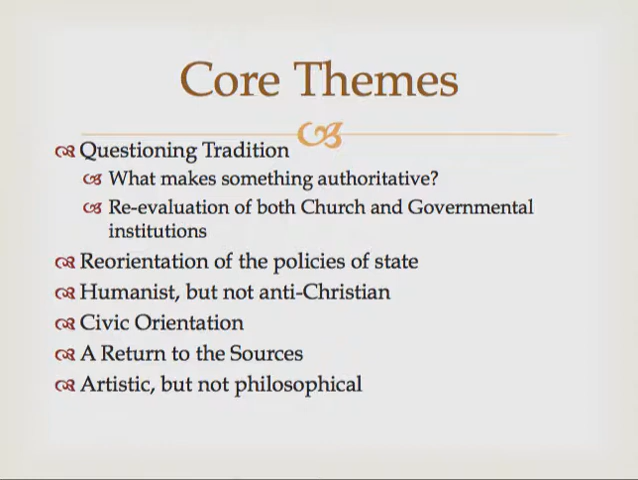 Core Themes
Questioning Tradition
What makes something authoritative?
Re-evaluation of both Church and Governmental
institutions
Reorientation of the policies of state
Humanist, but not anti-Christian
Civic Orientation
A Return to the Sources
Artistic, but not philosophical